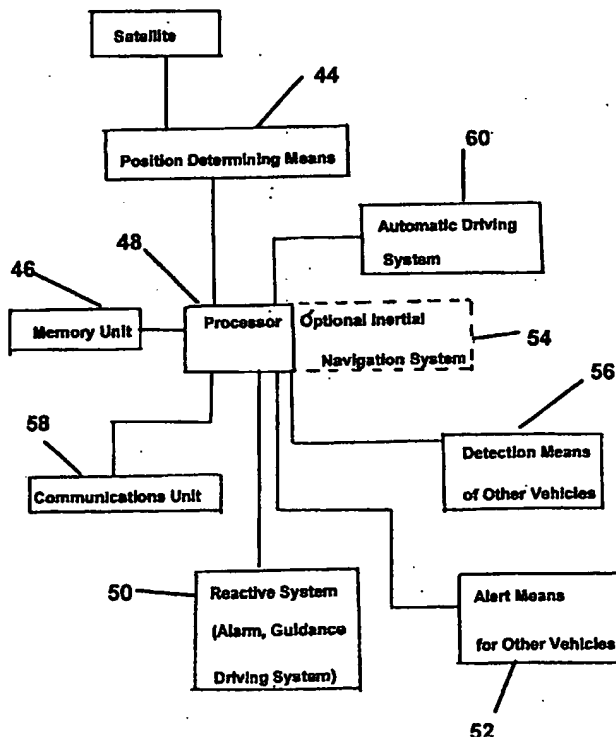 Satellite
44
Position Determining Means
60
Automatic Driving
System
48
46
Processor
Optional Inertial
Navigation System
54
Memory Unit
56
58
Detection Means
of Other Vehicles
Communications Unit
50
Reactive System
(Alarm, Guidance
Driving System)
Alert Means
for Other Vehicles
52